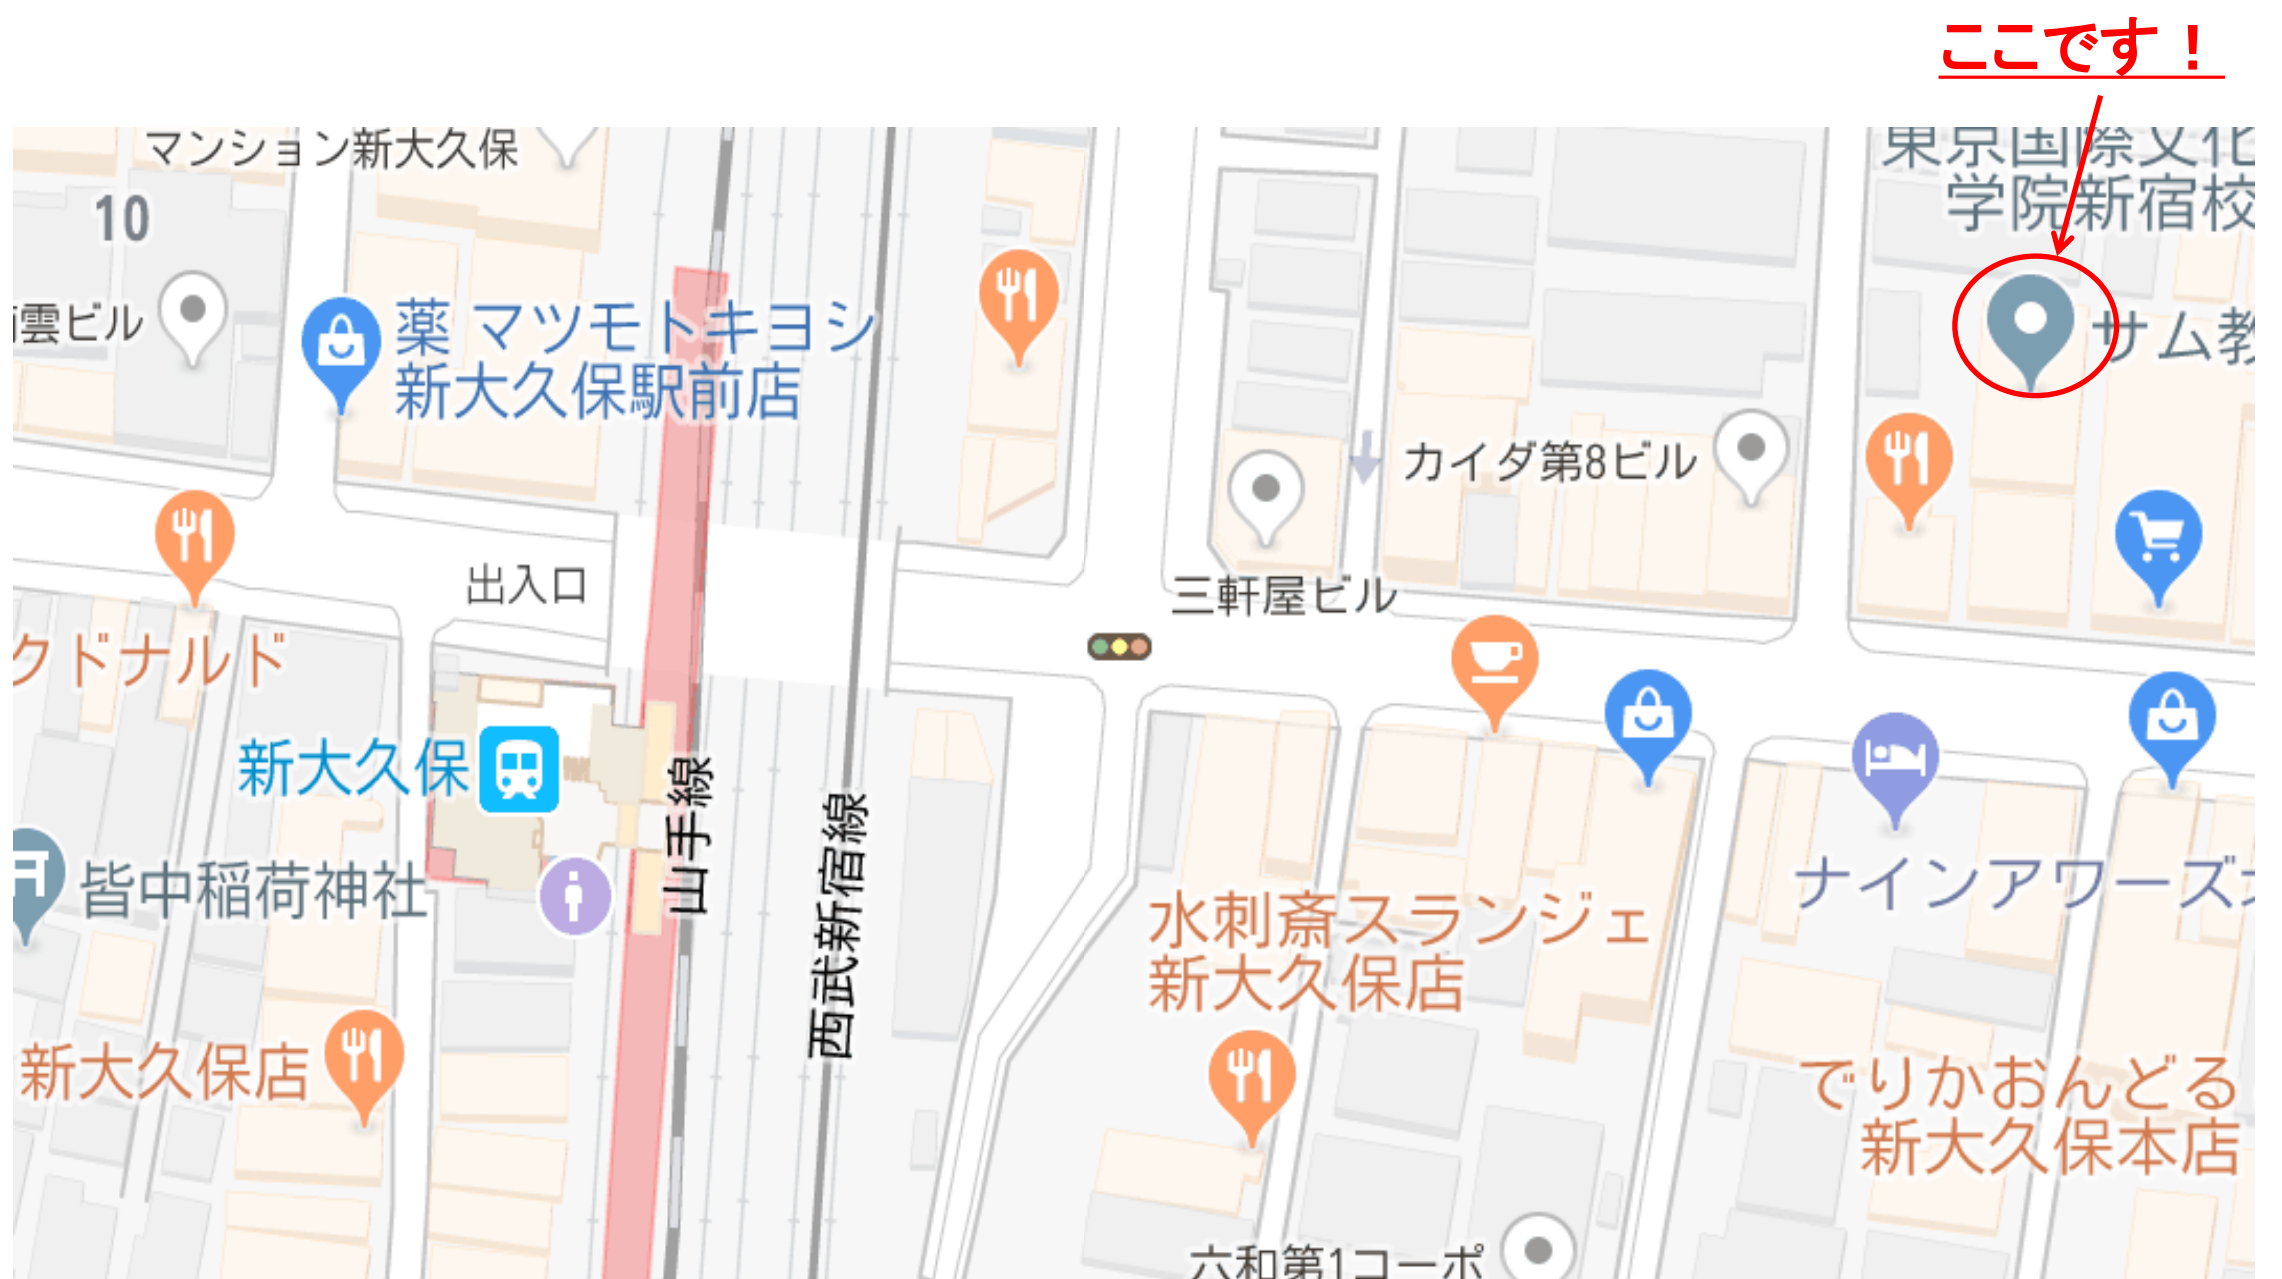 ここです！
マンション新大久保
東京国際文化
学院新宿校
10
雲ビル
薬 マツモトキヨシ
新大久保駅前店
サム教
カイダ第8ビル
出入口
三軒屋ビル
クドナルド
新大久保
山手線
西武新宿線
皆中稲荷神社
ナインアワーズ
水刺斎スランジェ
新大久保店
新大久保店
でりかおんどる
新大久保本店
六和第1コーポ